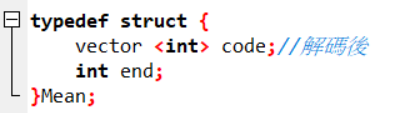 typedef struct {
    vector <int> code;//解碼後
    int end;
}Mean;